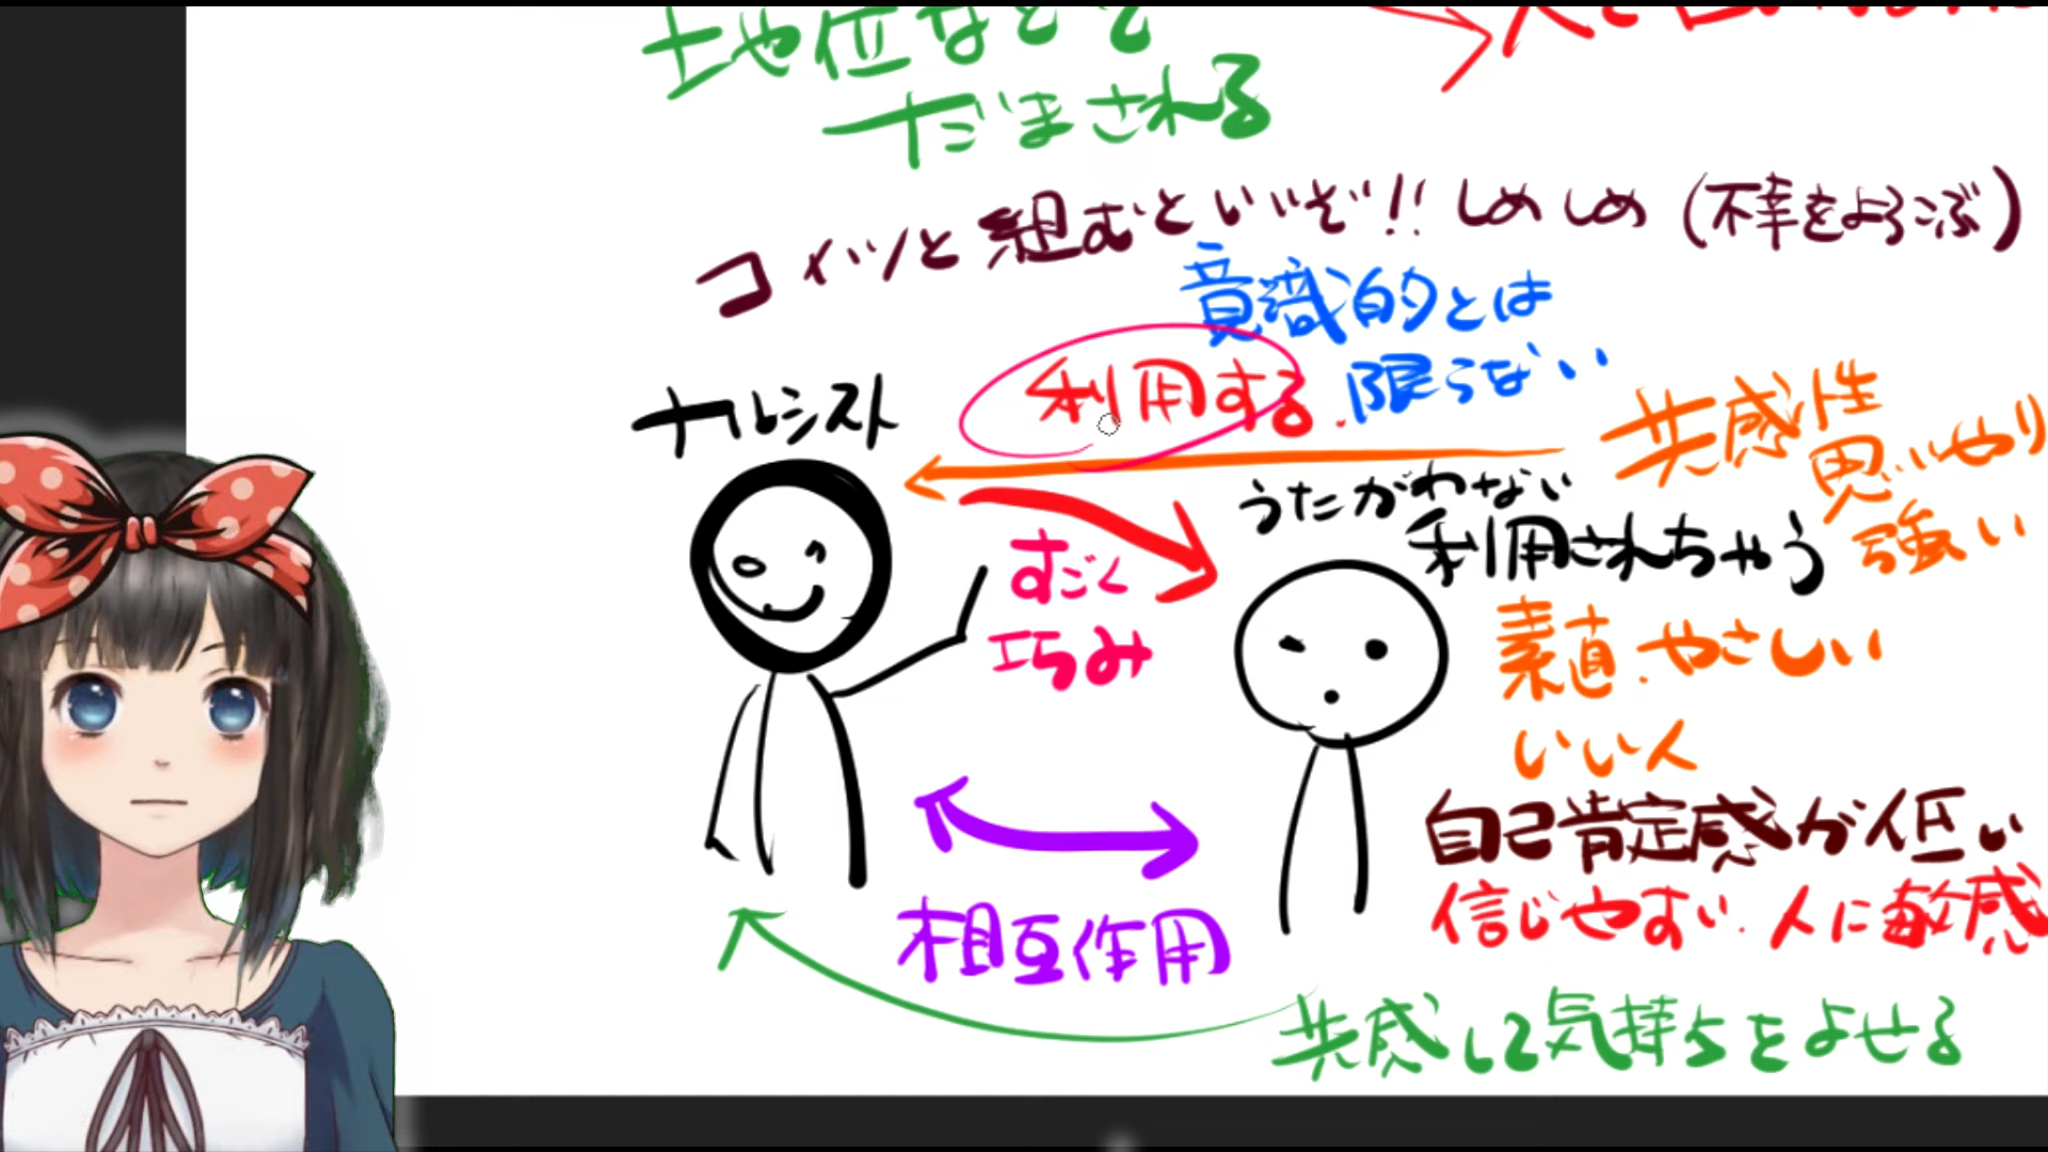 地位などで
だまされる
コイツと組むといいぞ!! しめしめ (不幸をよろこぶ)
意識的とは
限らない
利用する
ナルシスト
共感性
思いやり
強い
うたがわない
利用されちゃう
すごく
巧み
素直.やさしい
いい人
自己肯定感が低い
信じやすい.人に敏感
相互作用
共感して気持ちをよせる